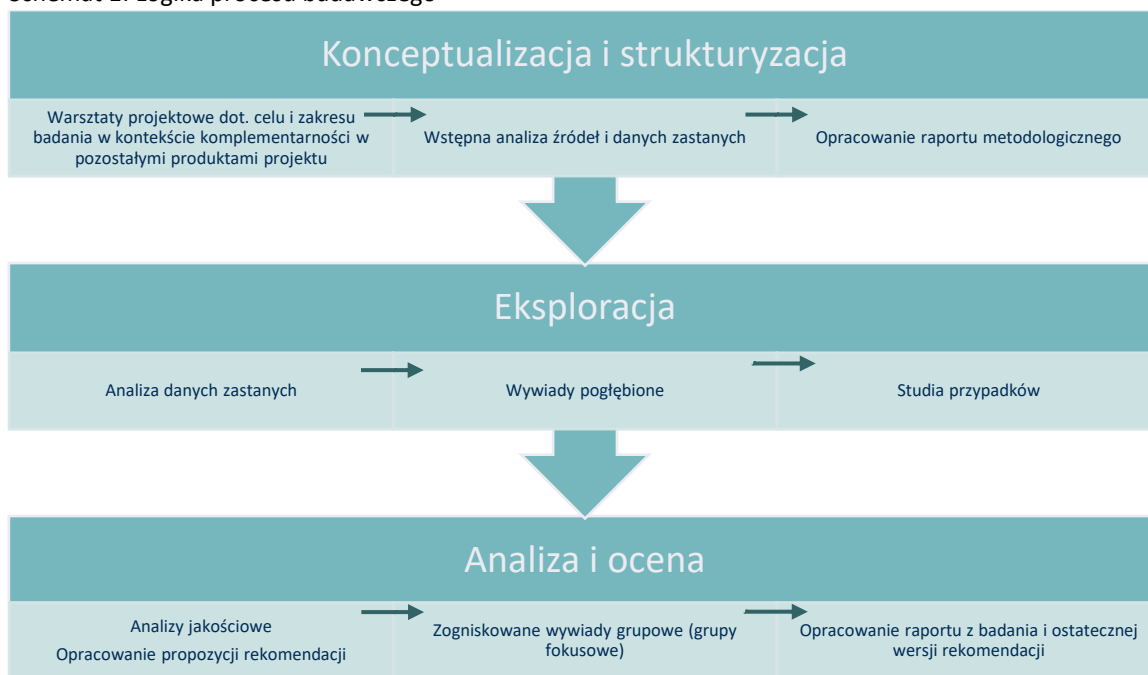 Schemat 1. Logika procesu badawczego
Konceptualizacja i strukturyzacja
Warsztaty projektowe dot. celu i zakresu
badania w kontekście komplementarności w
pozostałymi produktami projektu
Wstępna analiza źródeł i danych zastanych
Opracowanie raportu metodologicznego
Eksploracja
Analiza danych zastanych
Wywiady pogłębione
Studia przypadków
Analiza i ocena
Analizy jakościowe
Opracowanie propozycji rekomendacji
Zogniskowane wywiady grupowe (grupy
fokusowe)
Opracowanie raportu z badania i ostatecznej
wersji rekomendacji